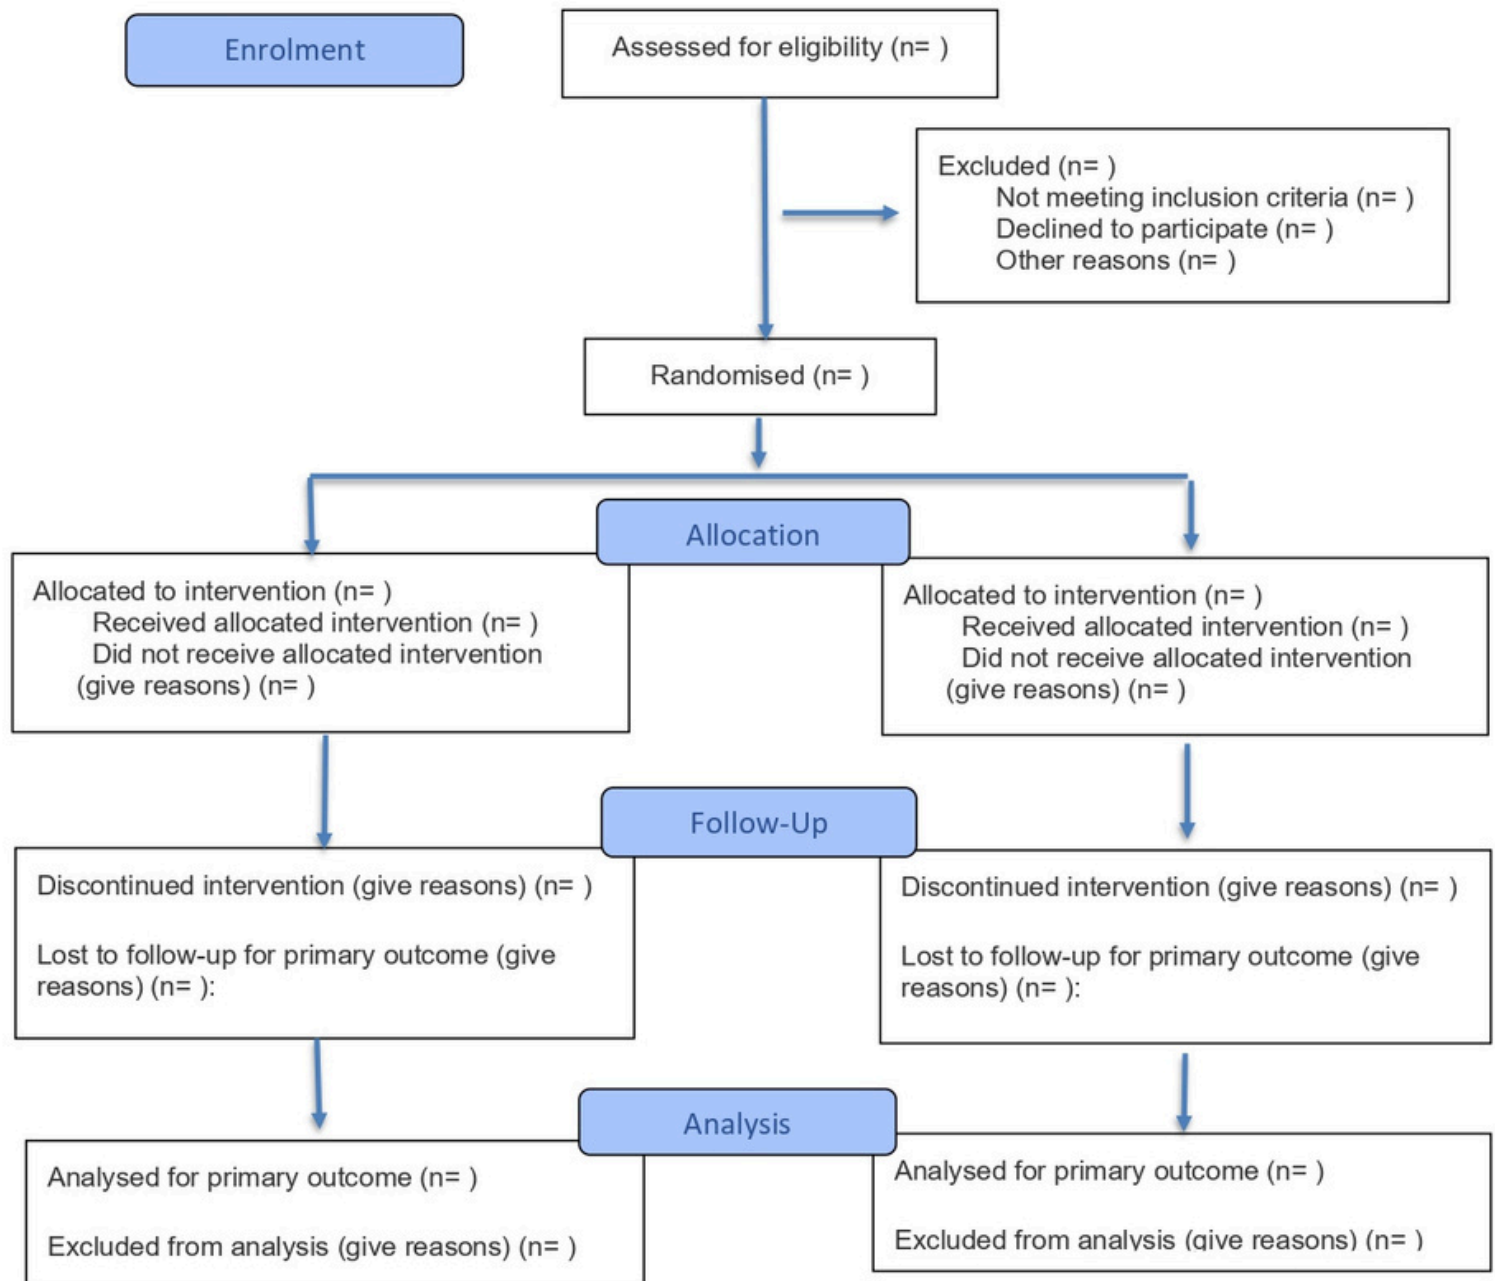 Enrolment
Assessed for eligibility (n= )
Excluded (n= )
Not meeting inclusion criteria (n= )
Declined to participate (n= )
Other reasons (n= )
Randomised (n= )
Allocation
Allocated to intervention (n= )
Received allocated intervention (n= )
Did not receive allocated intervention
(give reasons) (n= )
Allocated to intervention (n= )
Received allocated intervention (n= )
Did not receive allocated intervention
(give reasons) (n= )
Follow-Up
Discontinued intervention (give reasons) (n= )
Lost to follow-up for primary outcome (give
reasons) (n= ):
Discontinued intervention (give reasons) (n= )
Lost to follow-up for primary outcome (give
reasons) (n= ):
Analysis
Analysed for primary outcome (n= )
Excluded from analysis (give reasons) (n= )
Analysed for primary outcome (n= )
Excluded from analysis (give reasons) (n= )